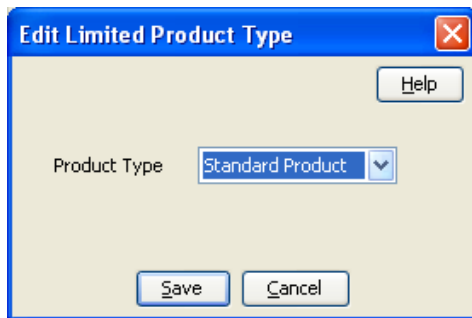 Edit Limited Product Type
Help
Product Type Standard Product
Save Cancel